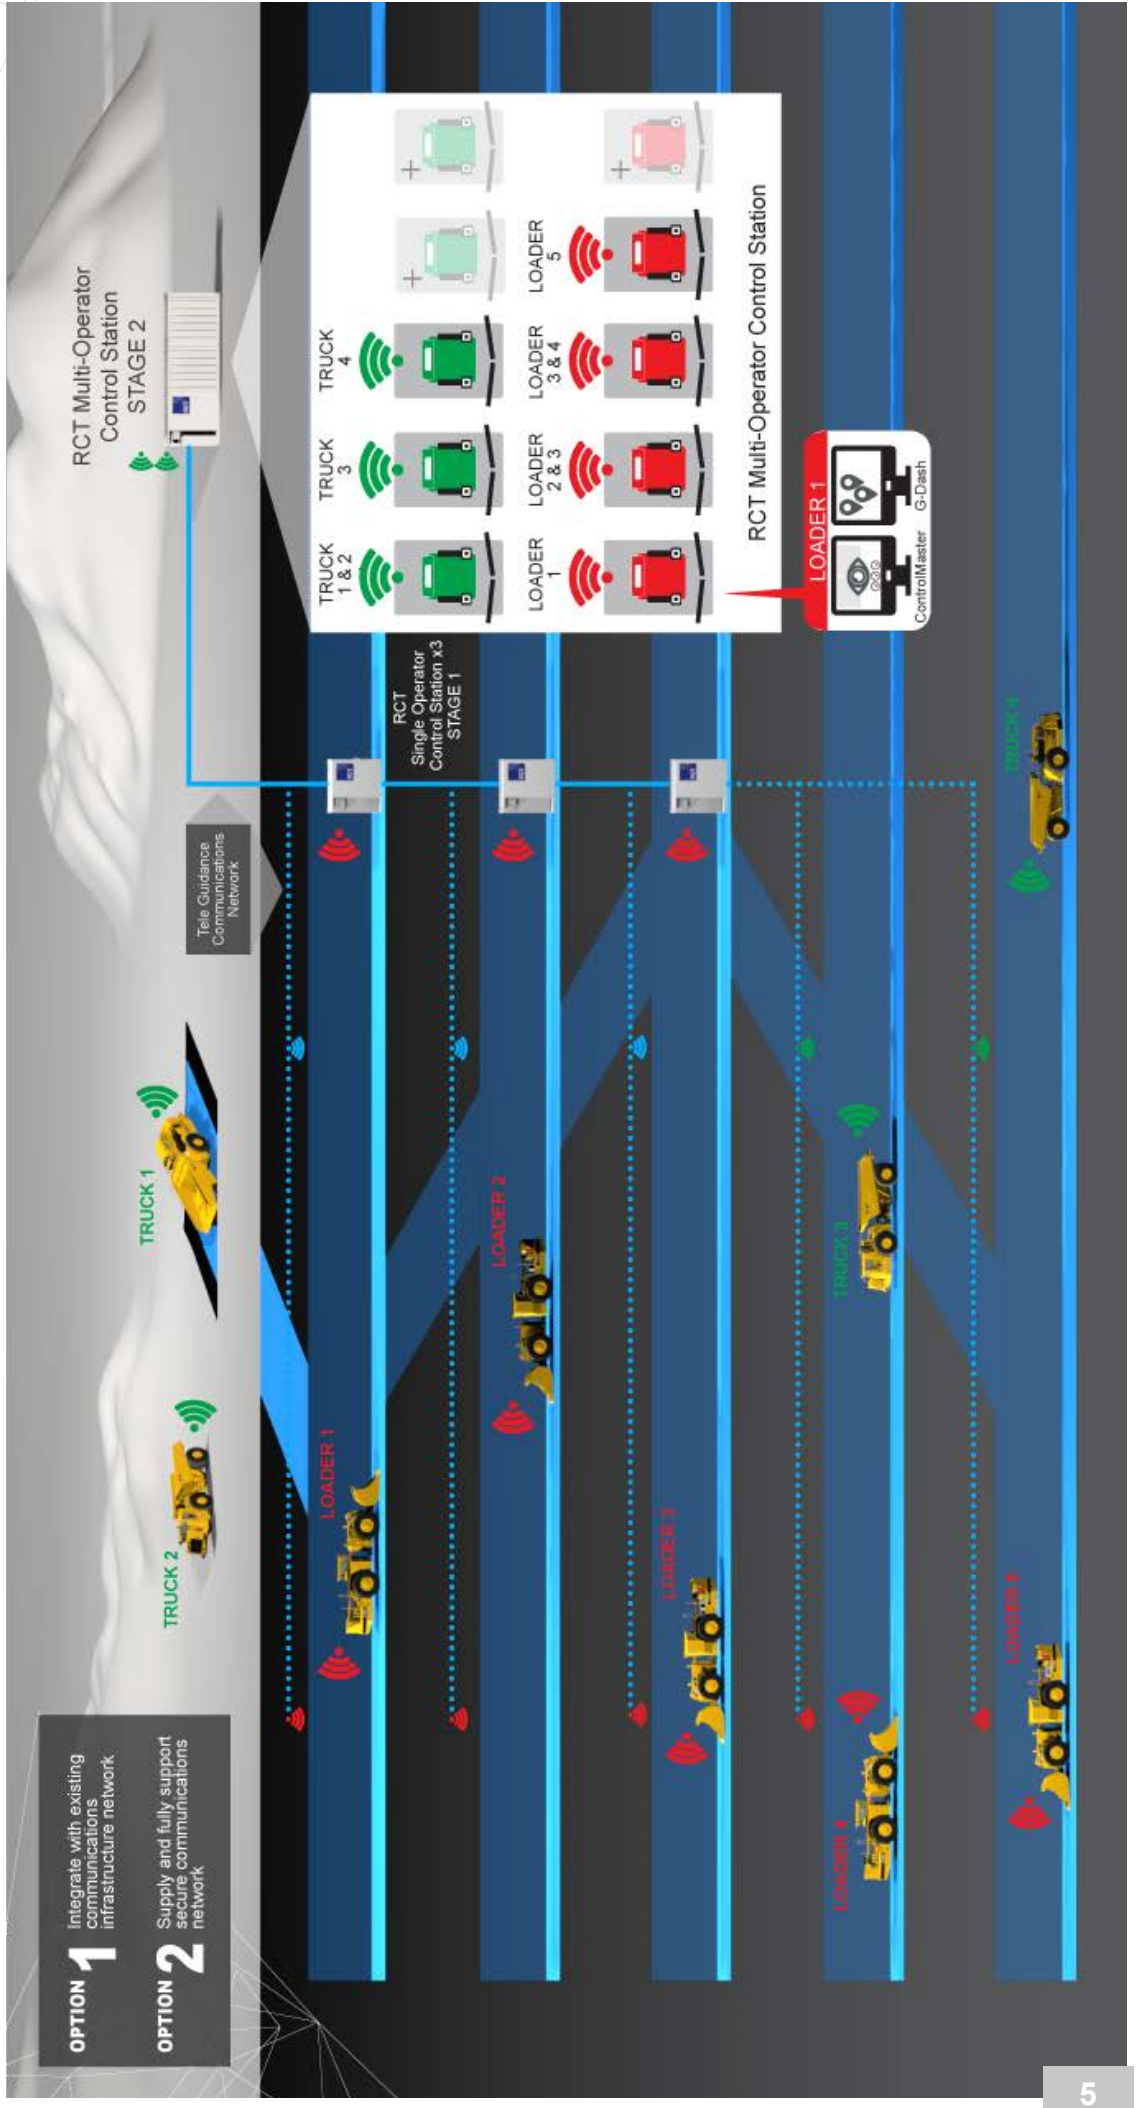 OPTION 1
Integrate with existing
communications
infrastructure network
OPTION 2
Supply and fully support
secure communications
network
TRUCK 2
TRUCK 1
Tele Guidance
Communications
Network
RCT Multi-Operator
Control Station
STAGE 2
RCT
Single Operator
Control Station x3
STAGE 1
TRUCK
1 & 2
TRUCK
3
TRUCK
4
+
+
LOADER
1
LOADER
2 & 3
LOADER
3 & 4
LOADER
5
+
RCT Multi-Operator Control Station
LOADER 1
ControlMaster
G-Dash
LOADER 1
LOADER 2
LOADER 3
LOADER 4
TRUCK 3
LOADER 5
TRUCK 4
5